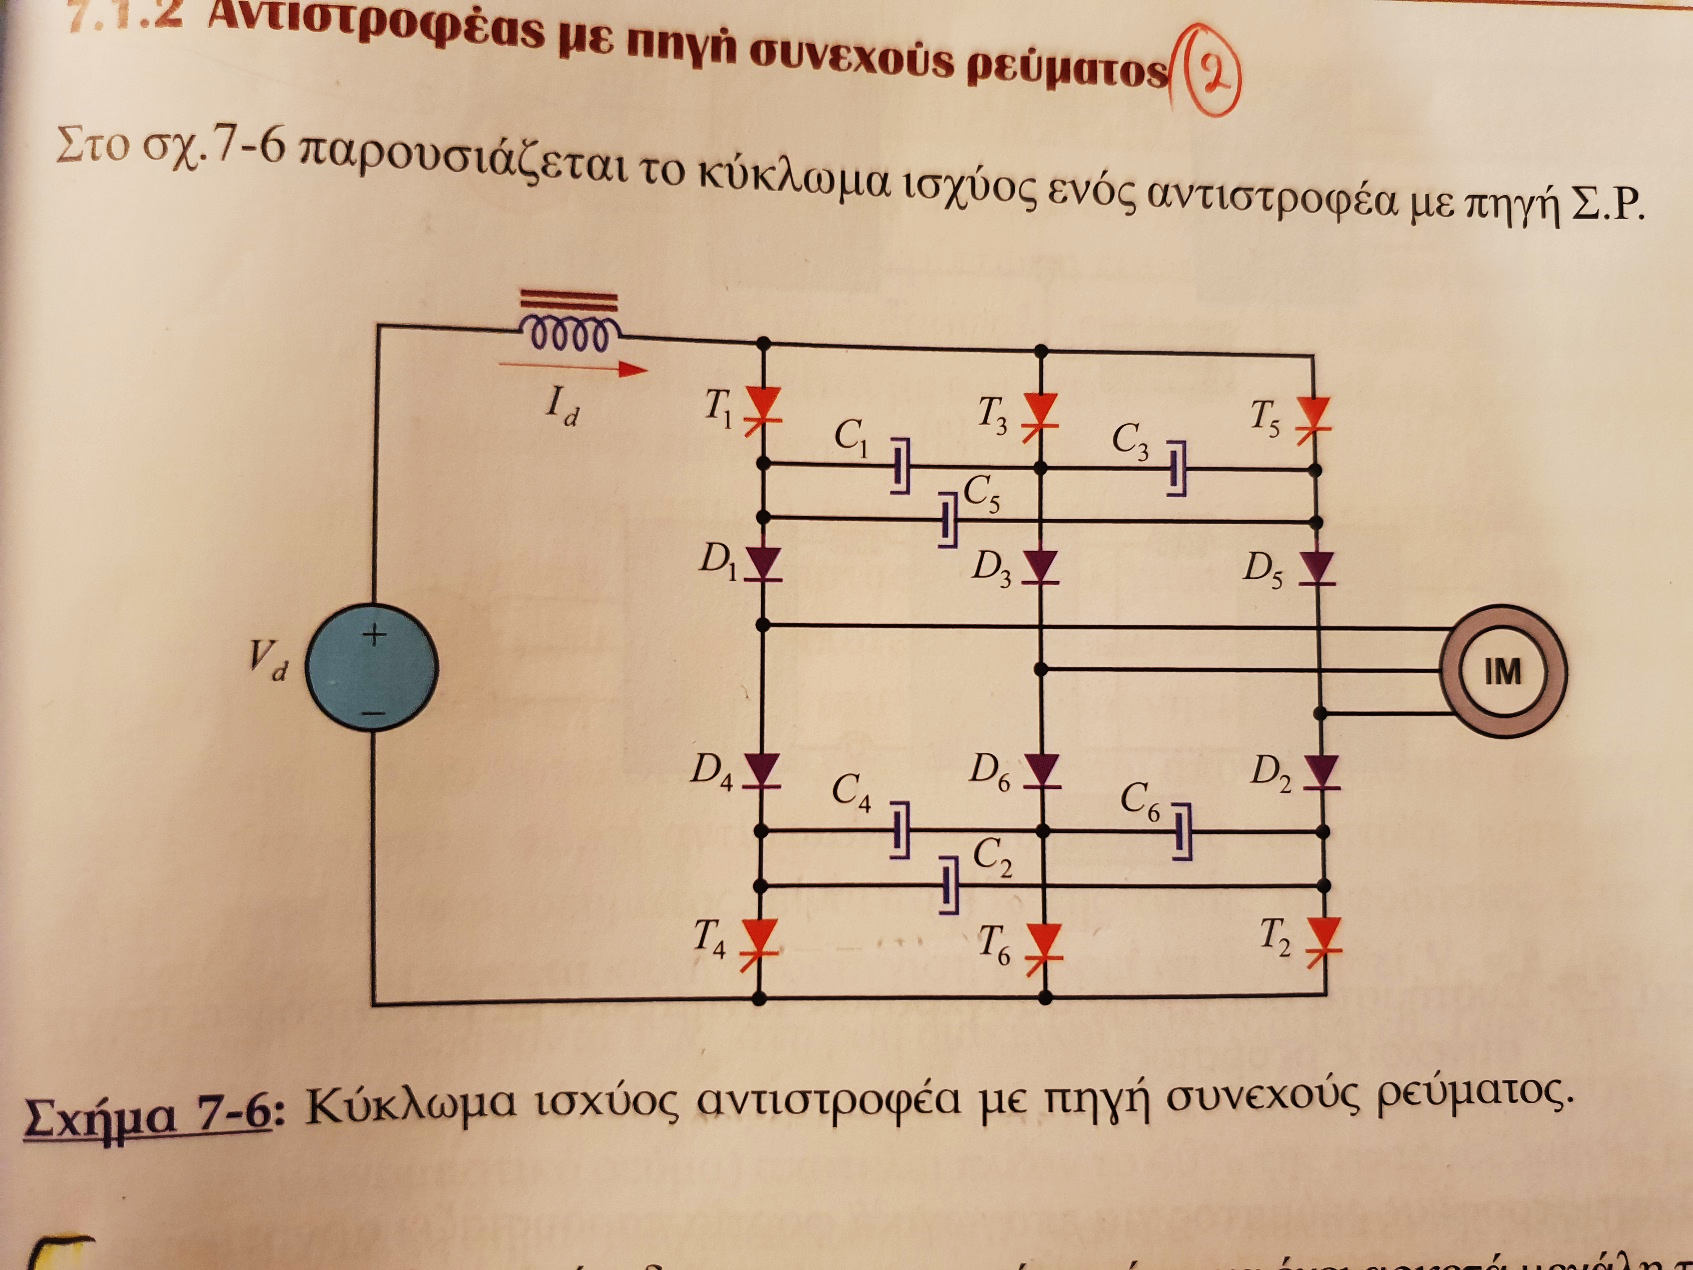 7.1.2 Αντιστροφέας με πηγή συνεχούς ρεύματος 2
Στο σχ.7-6 παρουσιάζεται το κύκλωμα ισχύος ενός αντιστροφέα με πηγή Σ.Ρ.
I_d
T_1
T_3
T_5
C_1
C_3
C_5
D_1
D_3
D_5
V_d
+
−
IM
D_4
D_6
D_2
C_4
C_6
C_2
T_4
T_6
T_2
Σχήμα 7-6: Κύκλωμα ισχύος αντιστροφέα με πηγή συνεχούς ρεύματος.